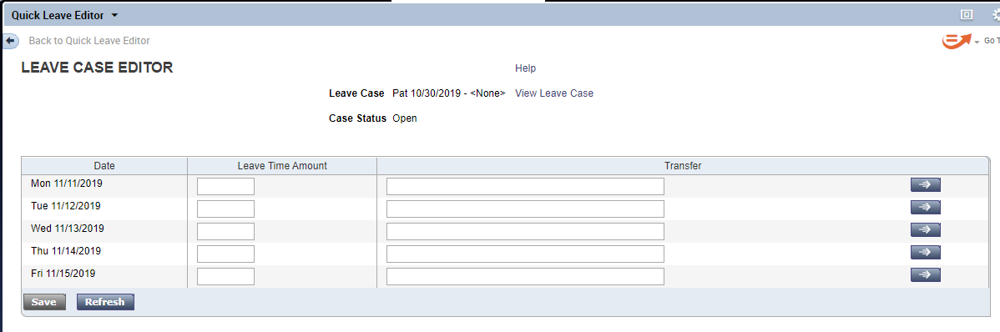 Quick Leave Editor
Back to Quick Leave Editor
Go T
LEAVE CASE EDITOR
Help
Leave Case Pat 10/30/2019 - <None> View Leave Case
Case Status Open
Date Leave Time Amount Transfer
Mon 11/11/2019
Tue 11/12/2019
Wed 11/13/2019
Thu 11/14/2019
Fri 11/15/2019
Save Refresh